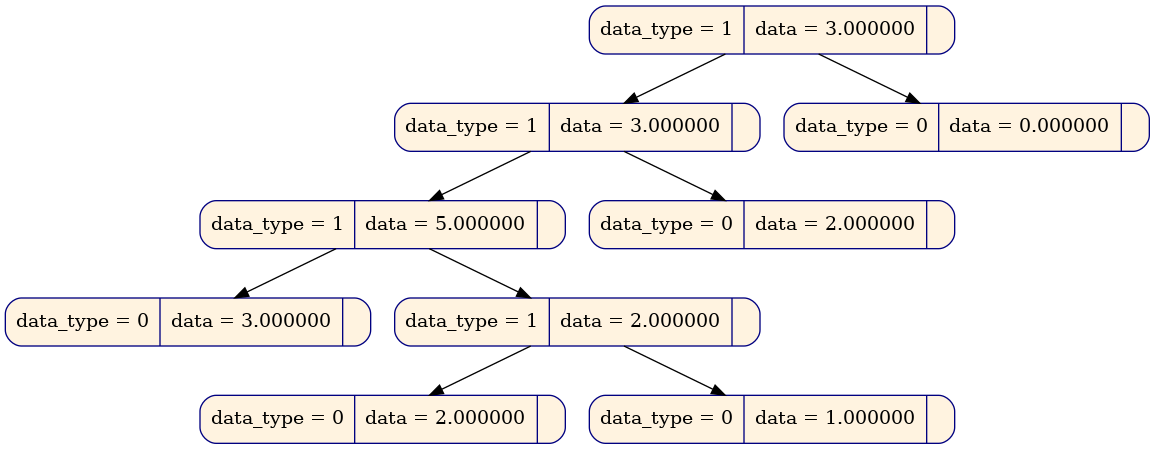 data_type = 1 data = 3.000000
data_type = 1 data = 3.000000 data_type = 0 data = 0.000000
data_type = 1 data = 5.000000 data_type = 0 data = 2.000000
data_type = 0 data = 3.000000 data_type = 1 data = 2.000000
data_type = 0 data = 2.000000 data_type = 0 data = 1.000000